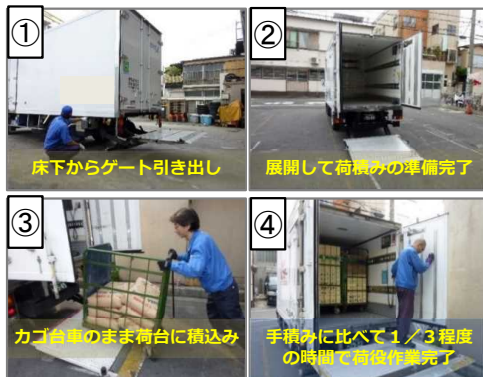 ①
床下からゲート引き出し
②
展開して荷積みの準備完了
③
カゴ台車のまま荷台に積込み
④
手積みに比べて１／３程度
の時間で荷役作業完了